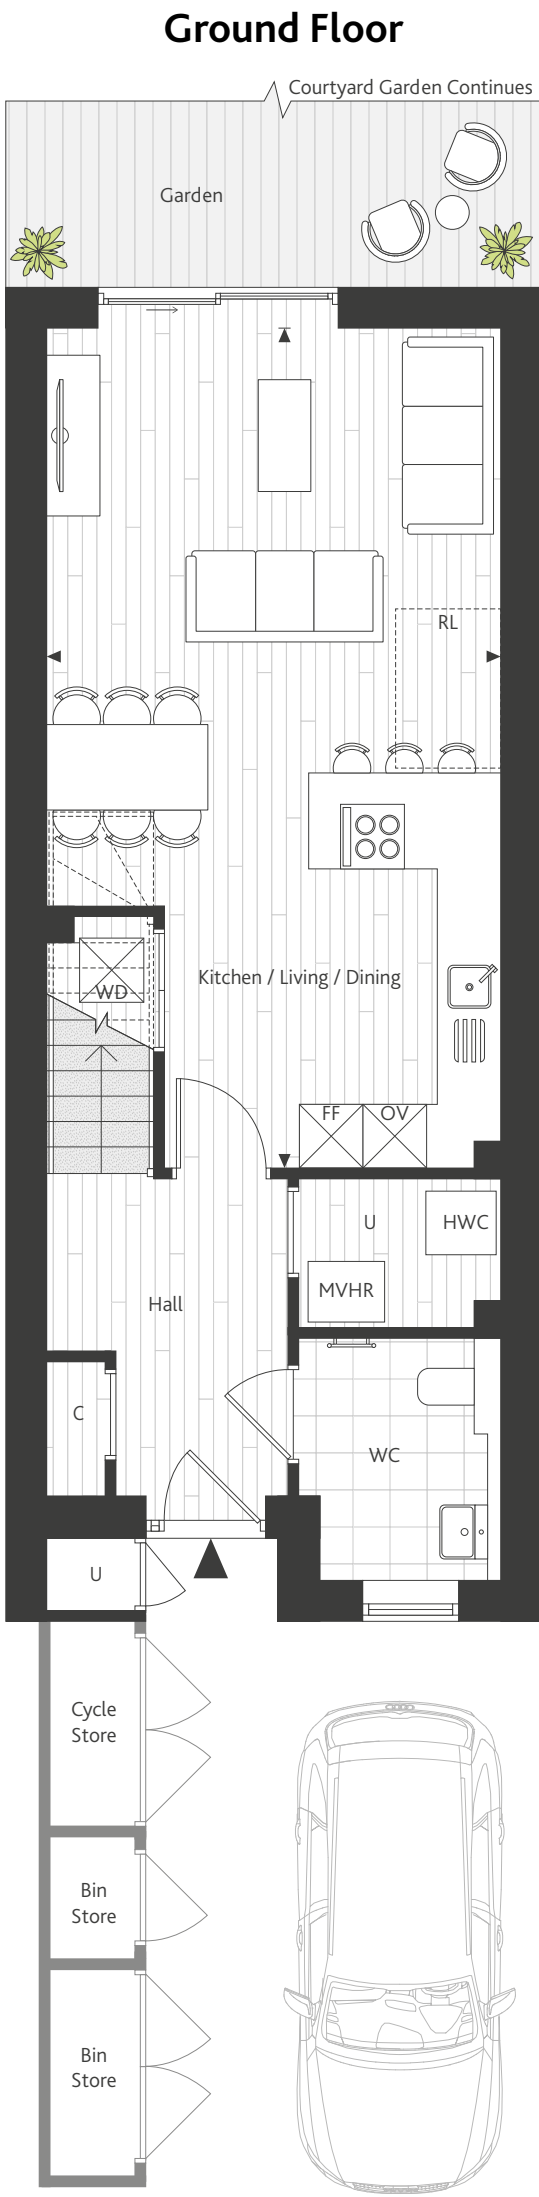 Ground Floor
Courtyard Garden Continues
Garden
RL
Kitchen / Living / Dining
WD
FF
OV
U
HWC
MVHR
Hall
C
WC
U
Cycle
Store
Bin
Store
Bin
Store